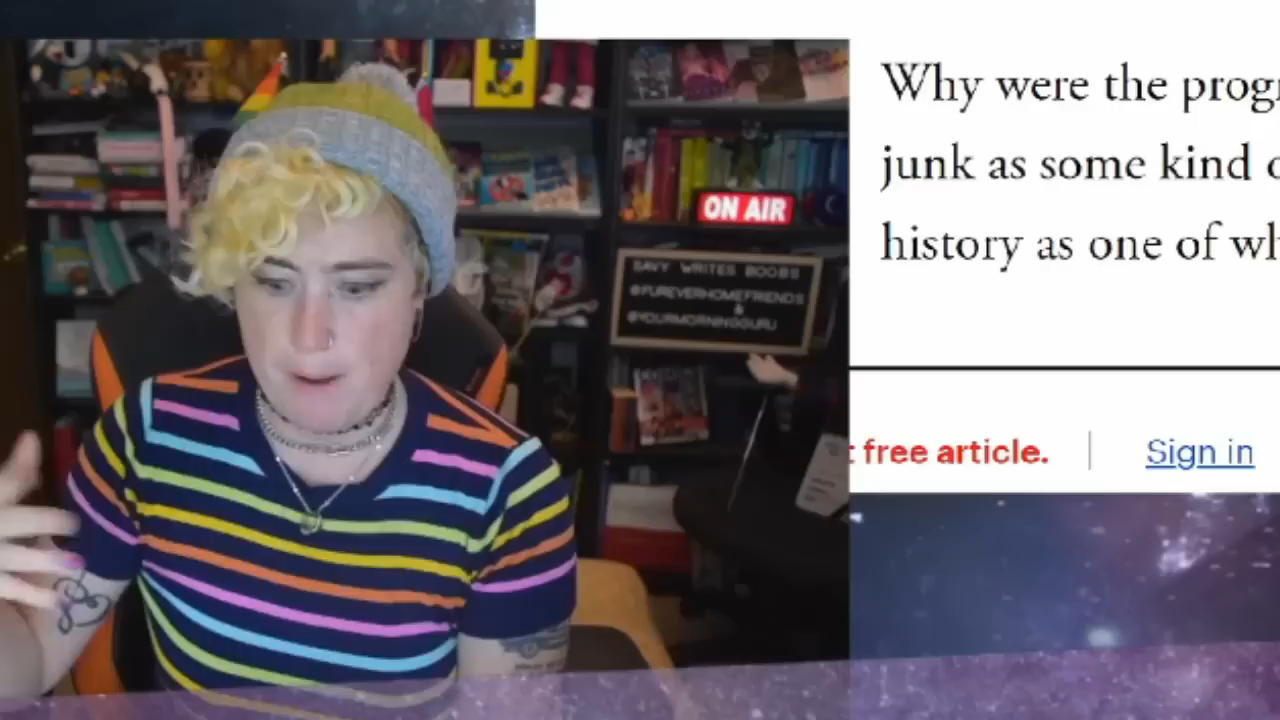 Why were the progr
junk as some kind o
history as one of wh
ON AIR
SAVY WRITES BOOBS
@FUREVERHOMEFRIENDS
&
@YOURMORNINGGURU
t free article.
Sign in